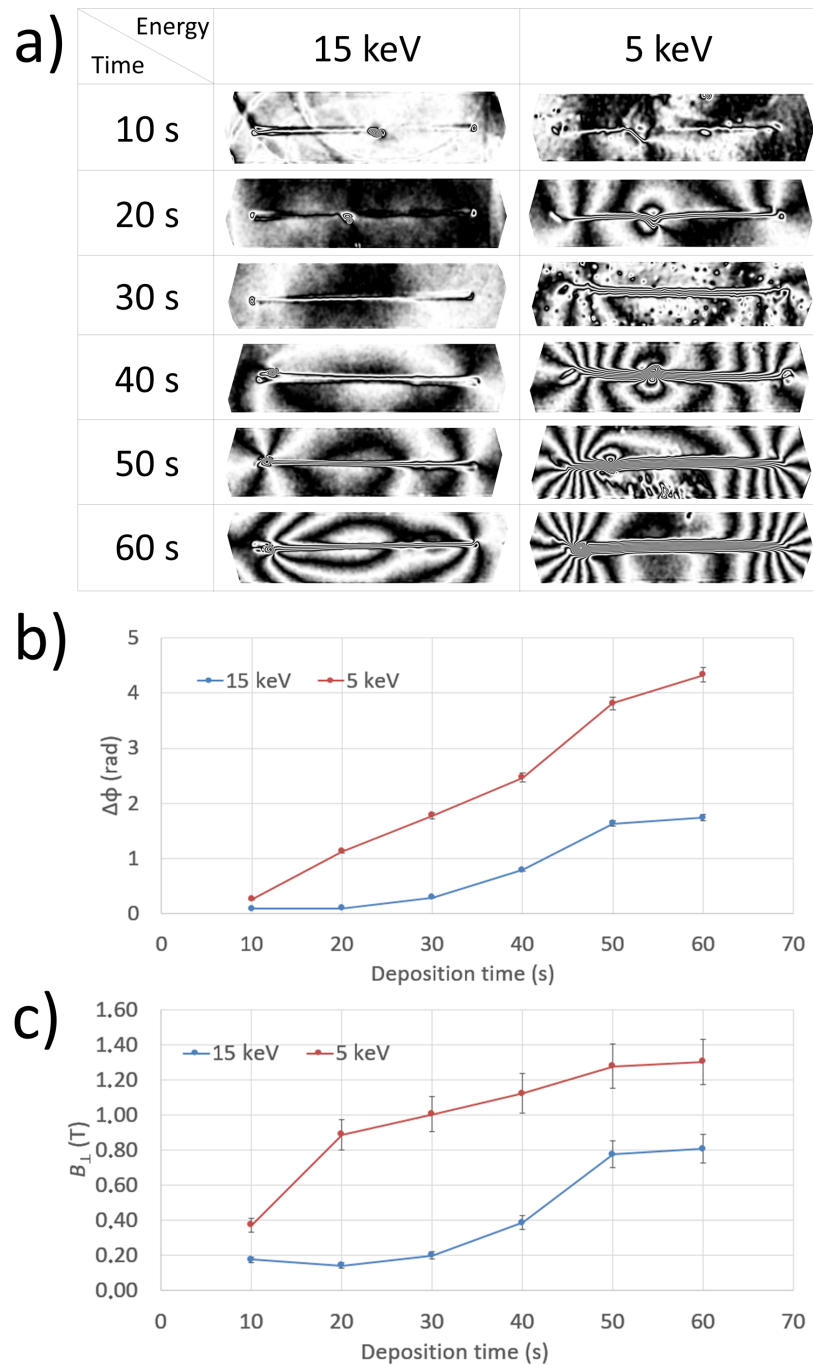 a)
Energy
Time
15 keV
5 keV
10 s
20 s
30 s
40 s
50 s
60 s
b)
5
4
3
2
1
0
Δϕ (rad)
15 keV
5 keV
0 10 20 30 40 50 60 70
Deposition time (s)
c)
1.60
1.40
1.20
1.00
0.80
0.60
0.40
0.20
0.00
B⊥ (T)
15 keV
5 keV
0 10 20 30 40 50 60 70
Deposition time (s)